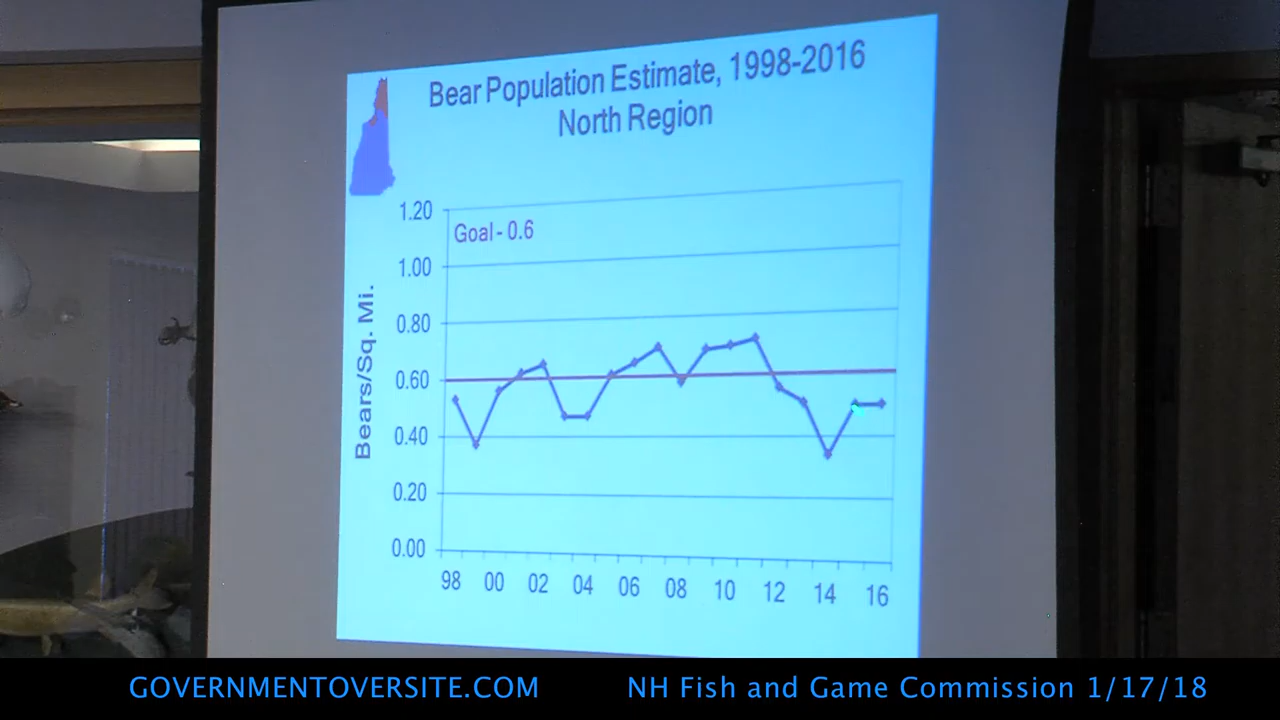 Bear Population Estimate, 1998-2016
North Region
Goal - 0.6
Bears/Sq. Mi.
1.20
1.00
0.80
0.60
0.40
0.20
0.00
98 00 02 04 06 08 10 12 14 16
GOVERNMENTOVERSITE.COM NH Fish and Game Commission 1/17/18